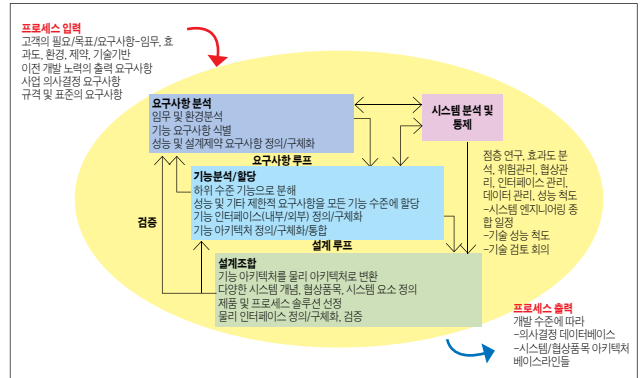 프로세스 입력
고객의 필요/목표/요구사항-임무, 효
과도, 환경, 제약, 기술기반
이전 개발 노력의 출력 요구사항
사업 의사결정 요구사항
규격 및 표준의 요구사항
요구사항 분석
임무 및 환경분석
기능 요구사항 식별
성능 및 설계제약 요구사항 정의/구체화
시스템 분석 및
통제
요구사항 루프
기능분석/할당
하위 수준 기능으로 분해
성능 및 기타 제한적 요구사항을 모든 기능 수준에 할당
기능 인터페이스(내부/외부) 정의/구체화
기능 아키텍처 정의/구체화/통합
점층 연구, 효과도 분
석, 위험관리, 협상관
리, 인터페이스 관리,
데이터 관리, 성능 척도
-시스템 엔지니어링 종
합 일정
-기술 성능 척도
-기술 검토 회의
검증
설계 루프
설계조합
기능 아키텍처를 물리 아키텍처로 변환
다양한 시스템 개념, 협상품목, 시스템 요소 정의
제품 및 프로세스 솔루션 선정
물리 인터페이스 정의/구체화, 검증
프로세스 출력
개발 수준에 따라
-의사결정 데이터베이스
-시스템/협상품목 아키텍처
베이스라인들